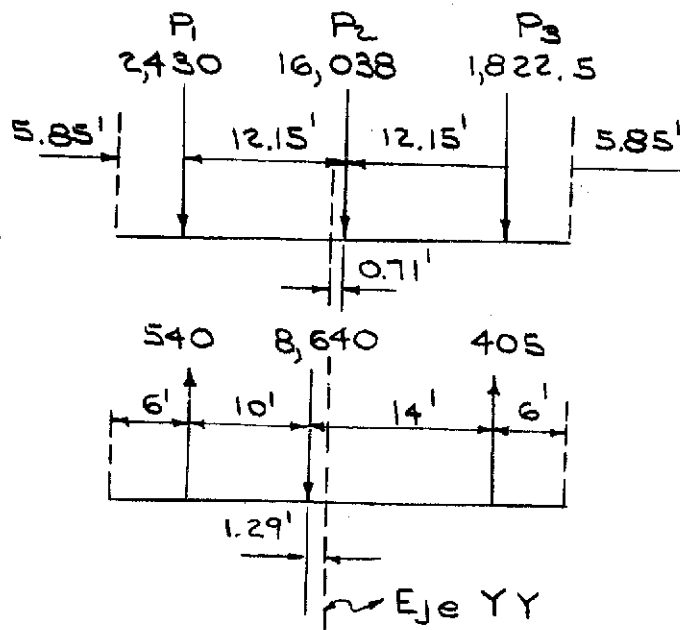 P1 P2 P3
2,430 16,038 1,822.5
5.85' 12.15' 12.15' 5.85'
0.71'
540 8,640 405
6' 10' 14' 6'
1.29'
Eje YY